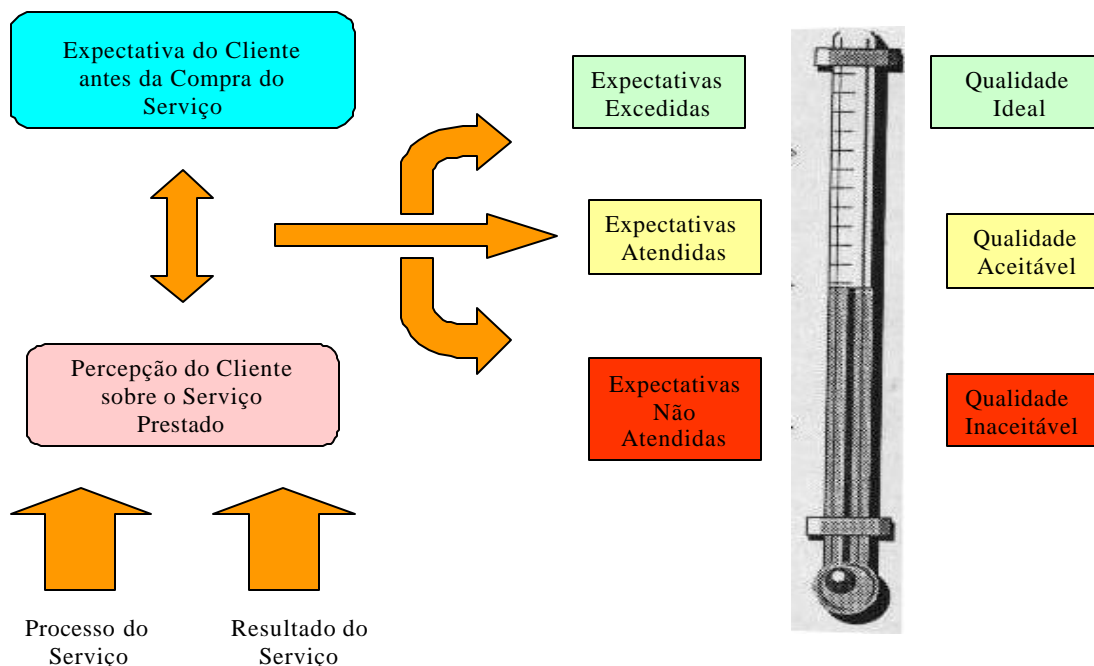 Expectativa do Cliente
antes da Compra do
Serviço
Expectativas
Excedidas
Qualidade
Ideal
Expectativas
Atendidas
Qualidade
Aceitável
Percepção do Cliente
sobre o Serviço
Prestado
Expectativas
Não
Atendidas
Qualidade
Inaceitável
Processo do
Serviço
Resultado do
Serviço